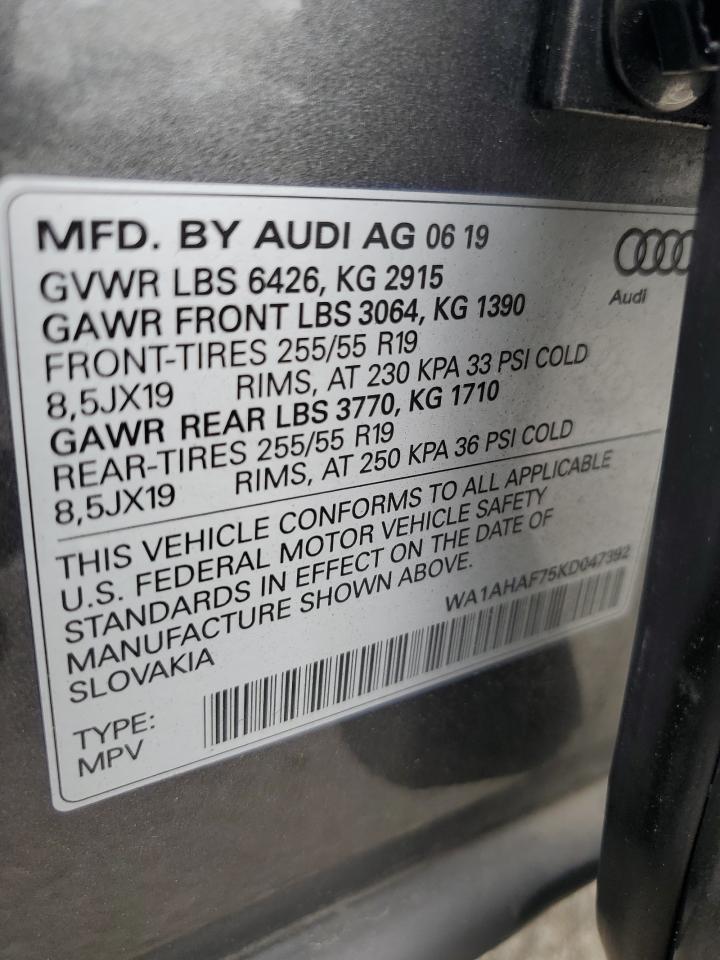 MFD. BY AUDI AG 06 19
GVWR LBS 6426, KG 2915
GAWR FRONT LBS 3064, KG 1390
FRONT-TIRES 255/55 R19
8,5JX19 RIMS, AT 230 KPA 33 PSI COLD
GAWR REAR LBS 3770, KG 1710
REAR-TIRES 255/55 R19
8,5JX19 RIMS, AT 250 KPA 36 PSI COLD
Audi
THIS VEHICLE CONFORMS TO ALL APPLICABLE
U.S. FEDERAL MOTOR VEHICLE SAFETY
STANDARDS IN EFFECT ON THE DATE OF
MANUFACTURE SHOWN ABOVE.
SLOVAKIA
WA1AHAF75KD047392
TYPE:
MPV